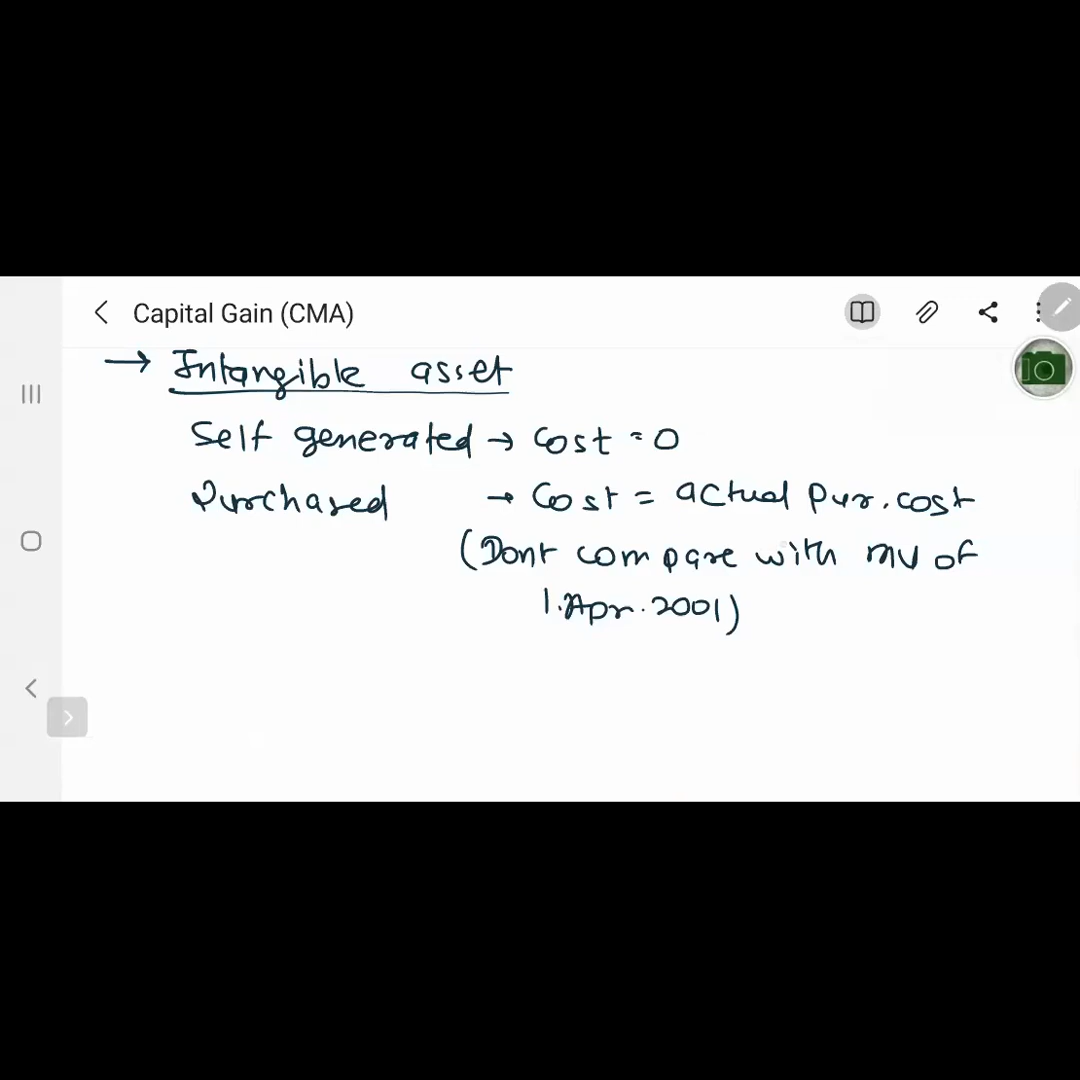 Capital Gain (CMA)
→ Intangible asset
Self generated → Cost = 0
Purchased → Cost = actual Pur. cost
(Dont compare with mv of
1.Apr.2001)